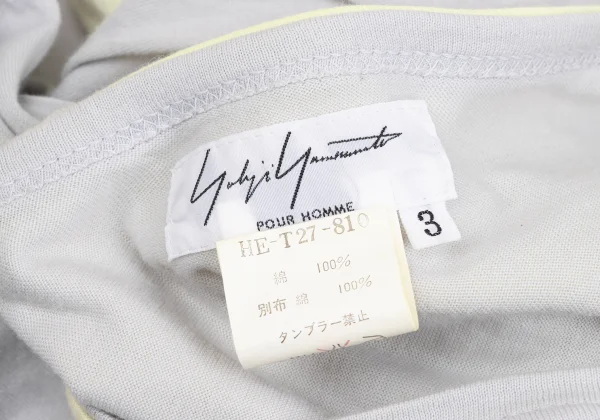 Yohji Yamamoto
POUR HOMME
3
HE-T27-810
綿 100%
別布 綿 100%
タンブラー禁止